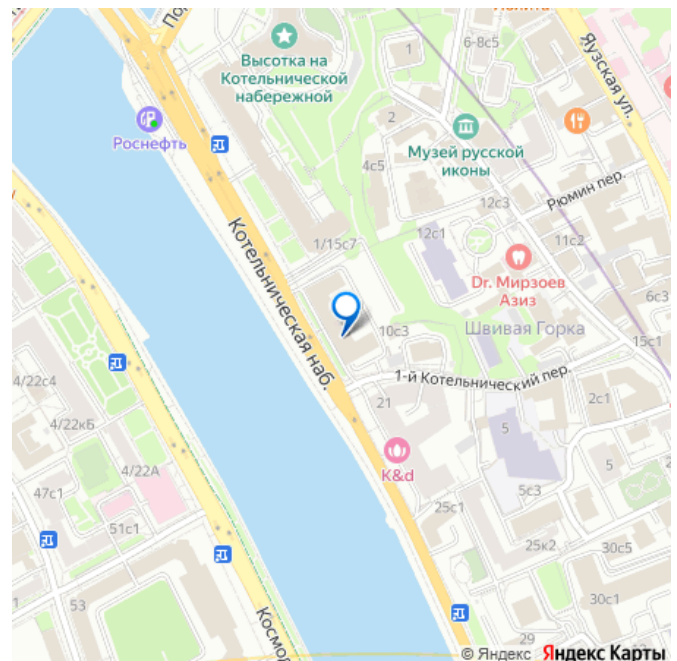 6-8с5
1
Высотка на
Котельнической
набережной
Яузская ул.
Роснефть
2
Музей русской
иконы
4с5
Рюмин пер.
12с3
1/15с7
12с1
11с2
Dr. Мирзоев
Азиз
6с3
Котельническая наб.
10с3
Швивая Горка
15с1
1-й Котельнический пер.
4/22с4
21
2с1
4/22к6
5
K&d
4/22А
5
47с1
5с3
25с1
51с1
25к2
30с5
53
30с1
29
© Яндекс Яндекс Карты